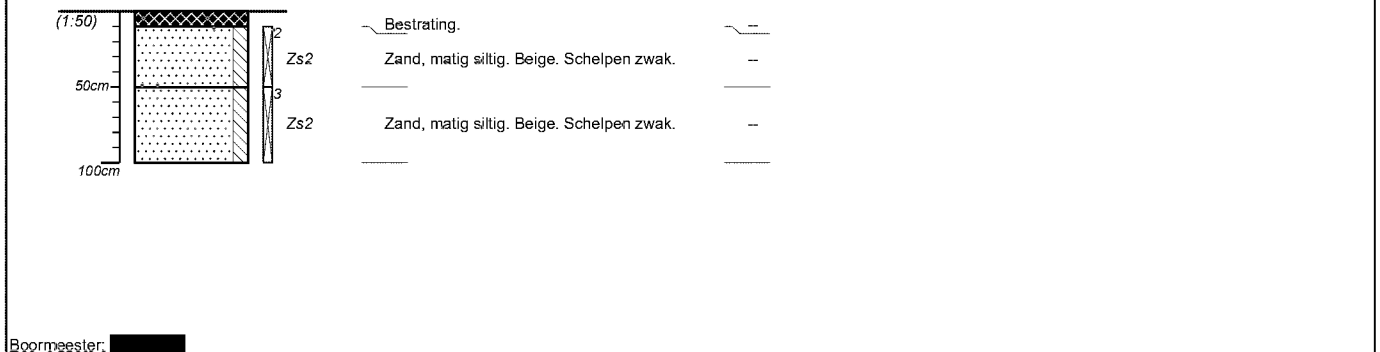 (1:50)
2 Bestrating. --
Zs2 Zand, matig siltig. Beige. Schelpen zwak. --
50cm
3
Zs2 Zand, matig siltig. Beige. Schelpen zwak. --
100cm
Boormeester: